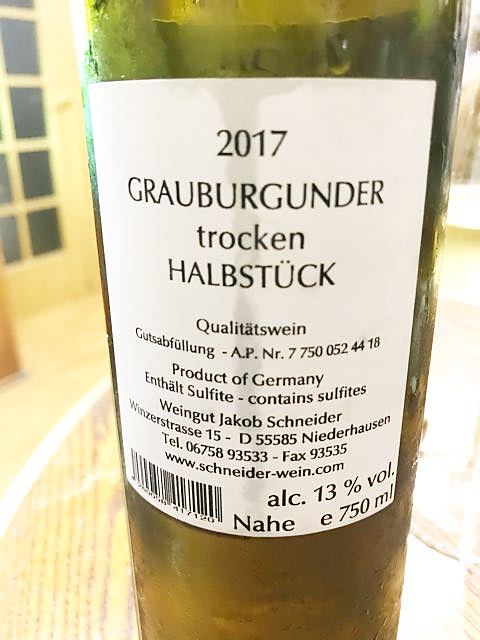 2017
GRAUBURGUNDER
trocken
HALBSTÜCK
Qualitätswein
Gutsabfüllung - A.P. Nr. 7 750 052 44 18
Product of Germany
Enthält Sulfite - contains sulfites
Weingut Jakob Schneider
Winzerstrasse 15 - D 55585 Niederhausen
Tel. 06758 93533 - Fax 93535
www.schneider-wein.com
alc. 13 % vol.
Nahe e 750 ml